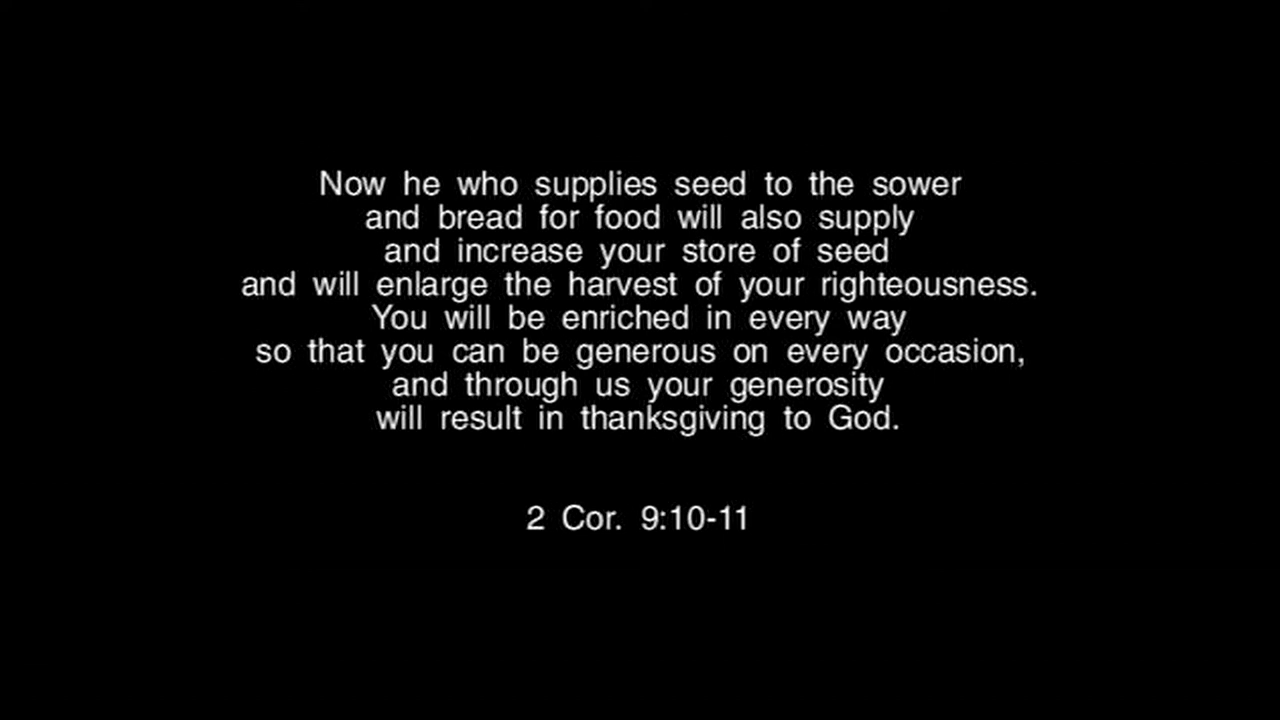 Now he who supplies seed to the sower
and bread for food will also supply
and increase your store of seed
and will enlarge the harvest of your righteousness.
You will be enriched in every way
so that you can be generous on every occasion,
and through us your generosity
will result in thanksgiving to God.
2 Cor. 9:10-11